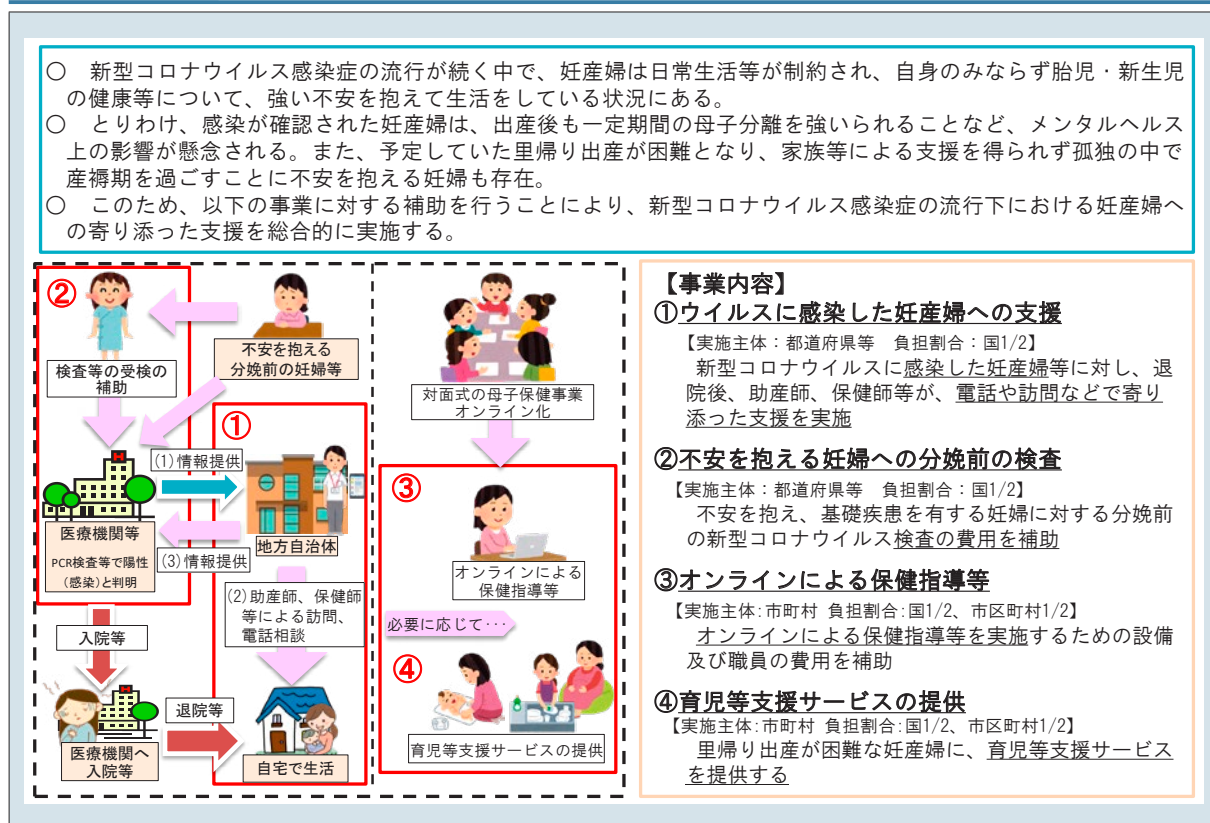 ○　新型コロナウイルス感染症の流行が続く中で、妊産婦は日常生活等が制約され、自身のみならず胎児・新生児
の健康等について、強い不安を抱えて生活をしている状況にある。
○　とりわけ、感染が確認された妊産婦は、出産後も一定期間の母子分離を強いられることなど、メンタルヘルス
上の影響が懸念される。また、予定していた里帰り出産が困難となり、家族等による支援を得られず孤独の中で
産褥期を過ごすことに不安を抱える妊婦も存在。
○　このため、以下の事業に対する補助を行うことにより、新型コロナウイルス感染症の流行下における妊産婦へ
の寄り添った支援を総合的に実施する。
②
検査等の受検の
補助
不安を抱える
分娩前の妊婦等
①
(1)情報提供
医療機関等
PCR検査等で陽性
(感染)と判明
(3)情報提供
地方自治体
(2)助産師、保健師
等による訪問、
電話相談
入院等
医療機関へ
入院等
退院等
自宅で生活
対面式の母子保健事業
オンライン化
③
オンラインによる
保健指導等
必要に応じて･･･
④
育児等支援サービスの提供
【事業内容】
①ウイルスに感染した妊産婦への支援
【実施主体：都道府県等　負担割合：国1/2】
新型コロナウイルスに感染した妊産婦等に対し、退
院後、助産師、保健師等が、電話や訪問などで寄り
添った支援を実施
②不安を抱える妊婦への分娩前の検査
【実施主体：都道府県等　負担割合：国1/2】
不安を抱え、基礎疾患を有する妊婦に対する分娩前
の新型コロナウイルス検査の費用を補助
③オンラインによる保健指導等
【実施主体:市町村 負担割合:国1/2、市区町村1/2】
オンラインによる保健指導等を実施するための設備
及び職員の費用を補助
④育児等支援サービスの提供
【実施主体:市町村 負担割合:国1/2、市区町村1/2】
里帰り出産が困難な妊産婦に、育児等支援サービス
を提供する